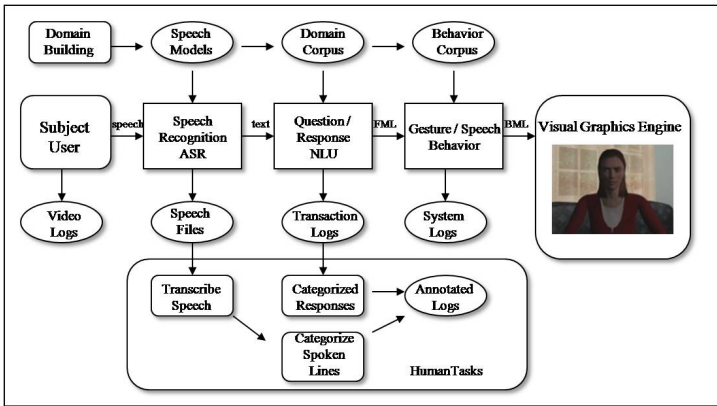 Domain
Building
Speech
Models
Domain
Corpus
Behavior
Corpus
Subject
User
speech
Speech
Recognition
ASR
text
Question /
Response
NLU
FML
Gesture / Speech
Behavior
BML
Visual Graphics Engine
Video
Logs
Speech
Files
Transaction
Logs
System
Logs
Transcribe
Speech
Categorized
Responses
Annotated
Logs
Categorize
Spoken
Lines
HumanTasks